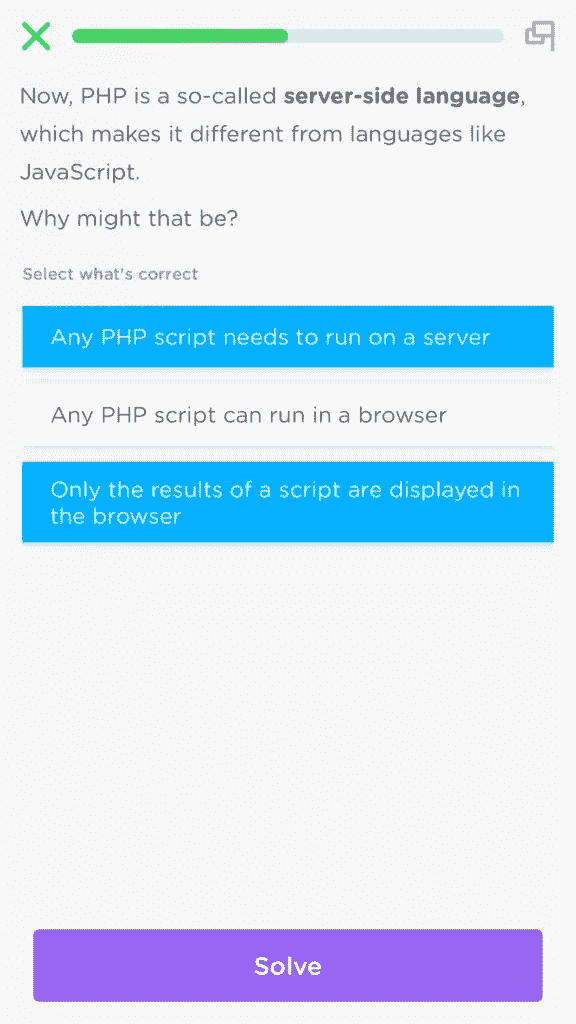 Now, PHP is a so-called server-side language,
which makes it different from languages like
JavaScript.
Why might that be?
Select what's correct
Any PHP script needs to run on a server
Any PHP script can run in a browser
Only the results of a script are displayed in
the browser
Solve